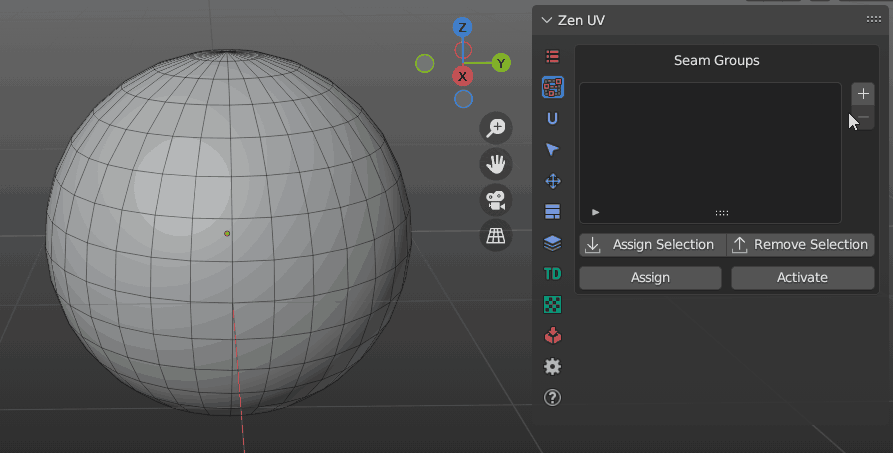 Zen UV
Z
Y
X
Seam Groups
U
Assign Selection
Remove Selection
TD
Assign
Activate
?